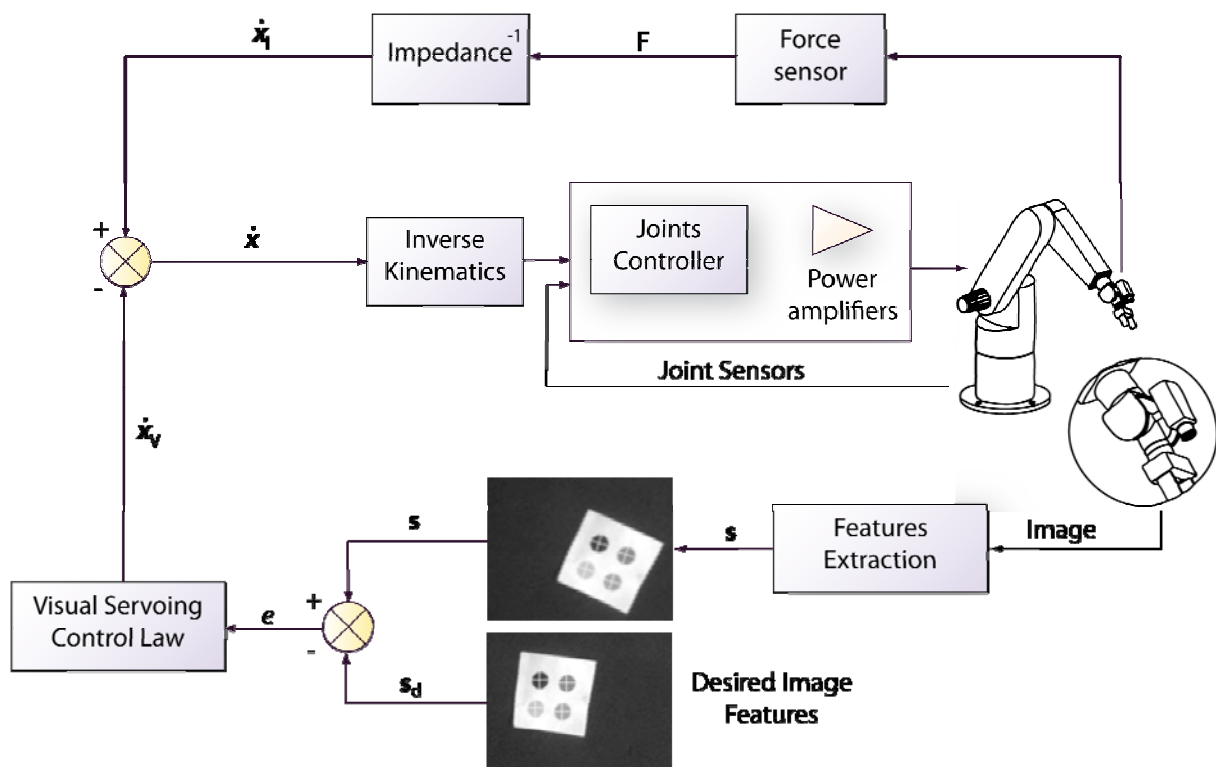 ẋI
Impedance-1
F
Force
sensor
+
-
ẋ
Inverse
Kinematics
Joints
Controller
Power
amplifiers
Joint Sensors
ẋV
s
s
Features
Extraction
Image
Visual Servoing
Control Law
e
+
-
sd
Desired Image
Features